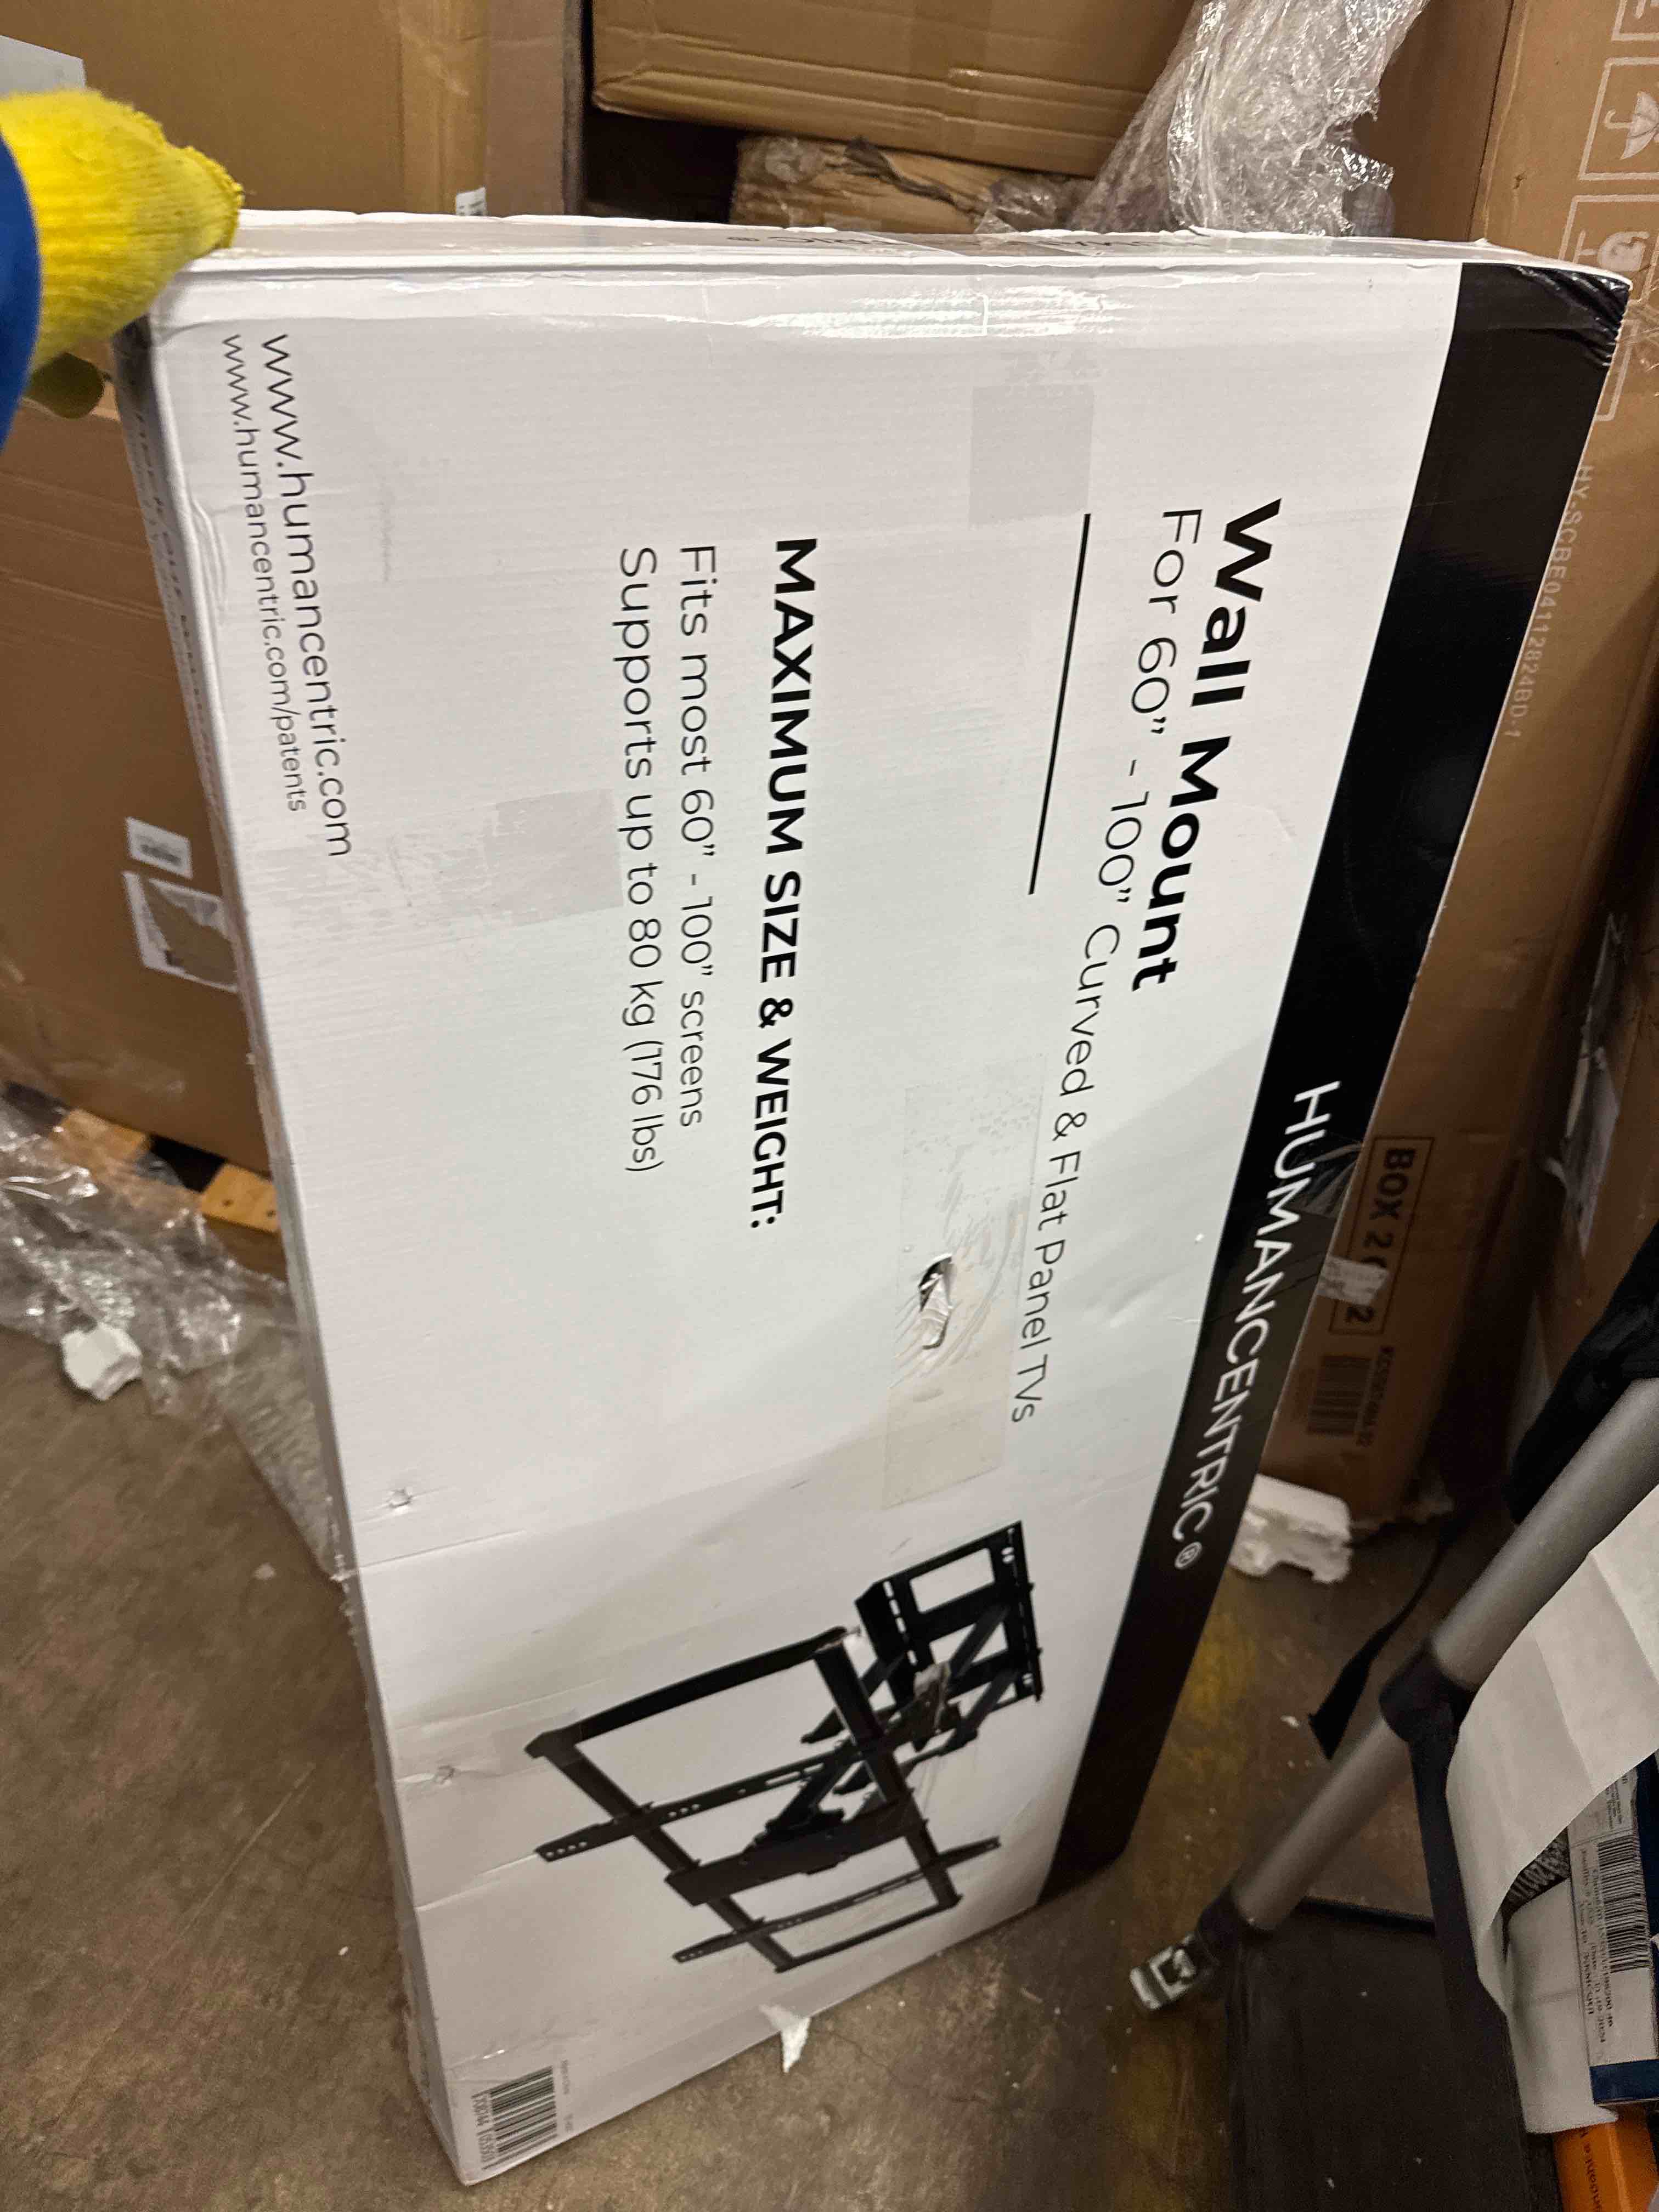 HUMANCENTRIC®
Wall Mount
For 60" - 100" Curved & Flat Panel TVs
MAXIMUM SIZE & WEIGHT:
Fits most 60" - 100" screens
Supports up to 80 kg (176 lbs)
www.humancentric.com
www.humancentric.com/patents
BOX 2
2